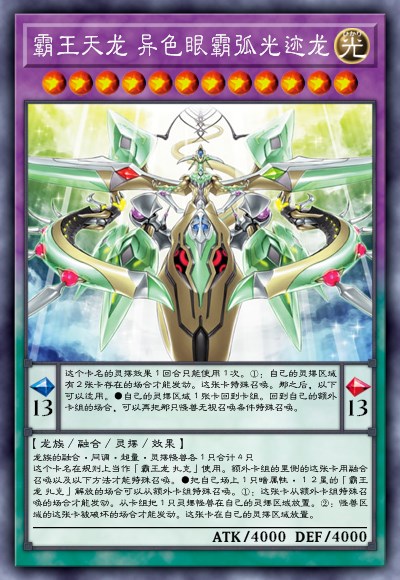 霸王天龙 异色眼霸弧光迹龙
光
这个卡名的灵摆效果1回合只能使用1次。①：自己的灵摆区域
有2张卡存在的场合才能发动。这张卡特殊召唤。那之后，以下
可以适用。●自己的灵摆区域1张卡回到卡组。回到自己的额外
卡组的场合，可以再把那只怪兽无视召唤条件特殊召唤。
13
13
【龙族／融合／灵摆／效果】
龙族的融合·同调·超量·灵摆怪兽各1只合计4只
这个卡名在规则上当作「霸王龙 扎克」使用。额外卡组的里侧的这张卡用融合
召唤以及以下方法才能特殊召唤。●把自己场上1只暗属性·12星的「霸王
龙 扎克」解放的场合可以从额外卡组特殊召唤。①：这张卡从额外卡组特殊召
唤的场合才能发动。从卡组把1只灵摆怪兽在自己的灵摆区域放置。②：怪兽区
域的这张卡被破坏的场合才能发动。这张卡在自己的灵摆区域放置。
ATK/4000 DEF/4000